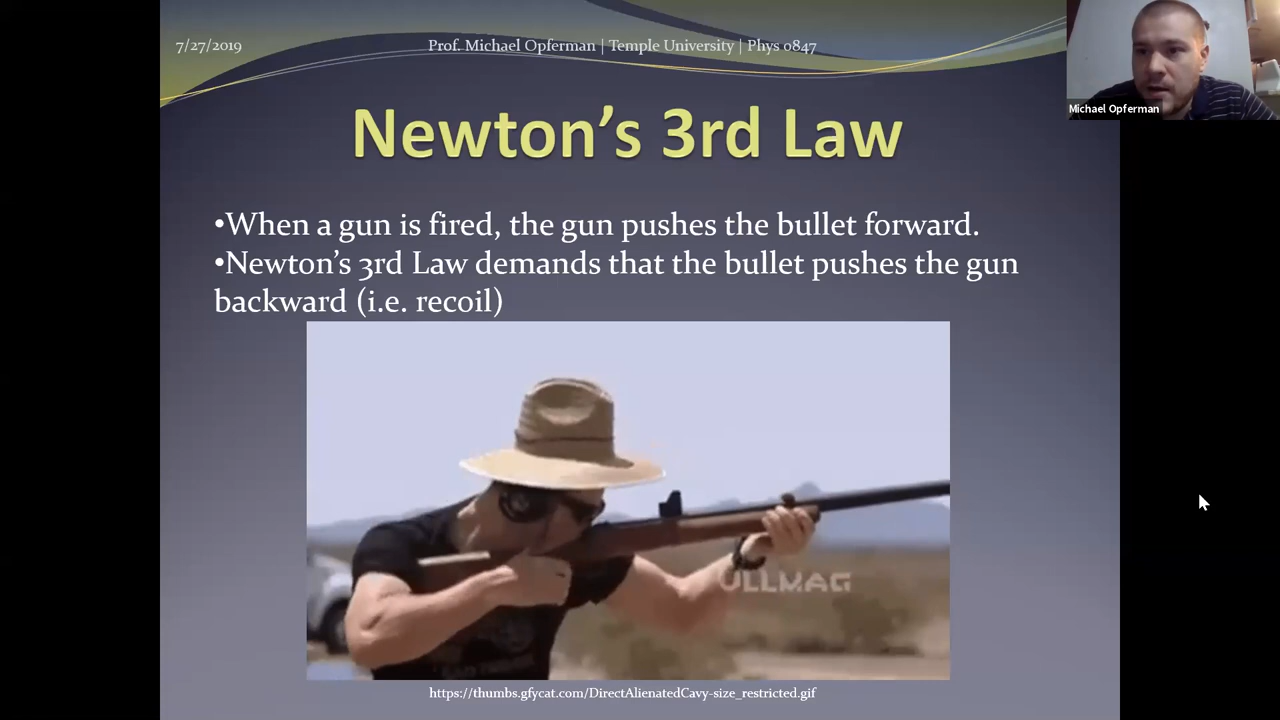 7/27/2019
Prof. Michael Opferman | Temple University | Phys 0847
Michael Opferman
Newton's 3rd Law
•When a gun is fired, the gun pushes the bullet forward.
•Newton's 3rd Law demands that the bullet pushes the gun
backward (i.e. recoil)
ULLMAG
https://thumbs.gfycat.com/DirectAlienatedCavy-size_restricted.gif